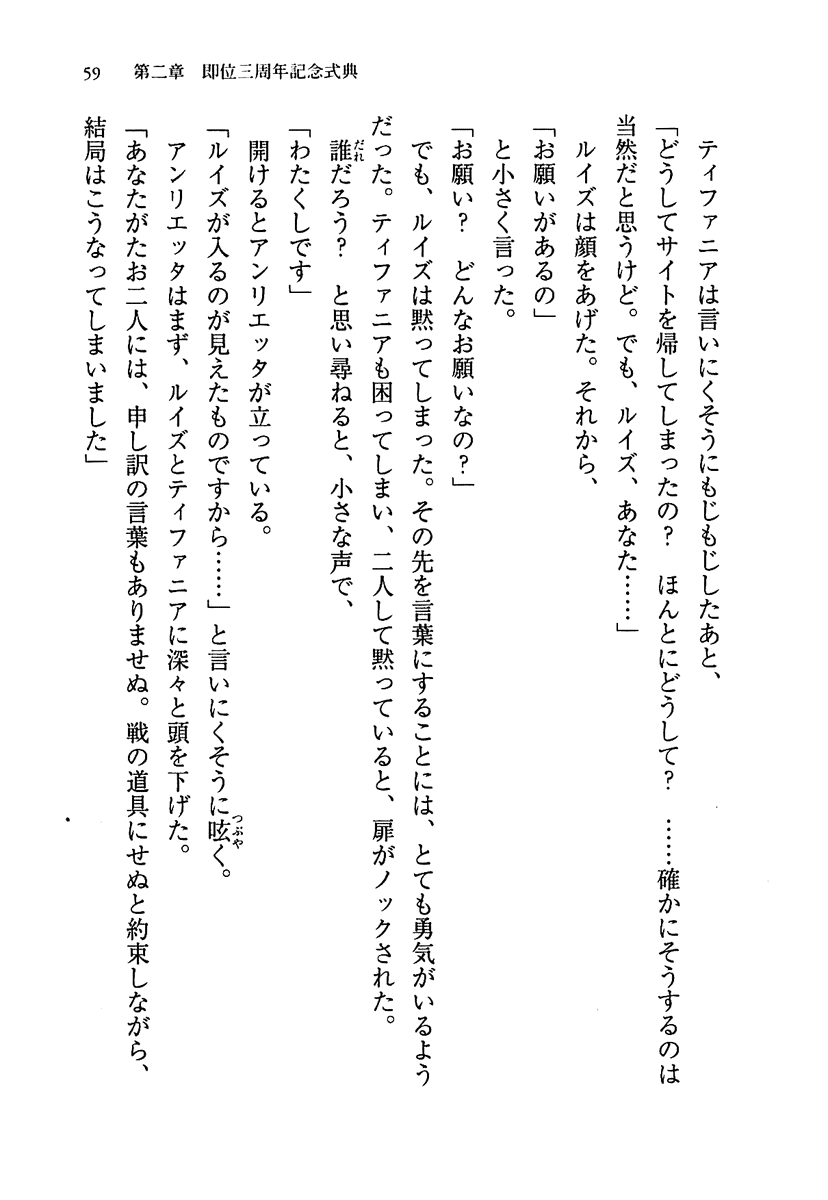 59　第二章　即位三周年記念式典
　ティファニアは言いにくそうにもじもじしたあと、
「どうしてサイトを帰してしまったの？　ほんとにどうして？　……確かにそうするのは
当然だと思うけど。でも、ルイズ、あなた……」
　ルイズは顔をあげた。それから、
「お願いがあるの」
　と小さく言った。
「お願い？　どんなお願いなの？」
　でも、ルイズは黙ってしまった。その先を言葉にすることには、とても勇気がいるよう
だった。ティファニアも困ってしまい、二人して黙っていると、扉がノックされた。
　誰だろう？　と思い尋ねると、小さな声で、
「わたくしです」
　開けるとアンリエッタが立っている。
「ルイズが入るのが見えたものですから……」と言いにくそうに呟く。
　アンリエッタはまず、ルイズとティファニアに深々と頭を下げた。
「あなたがたお二人には、申し訳の言葉もありませぬ。戦の道具にせぬと約束しながら、
結局はこうなってしまいました」